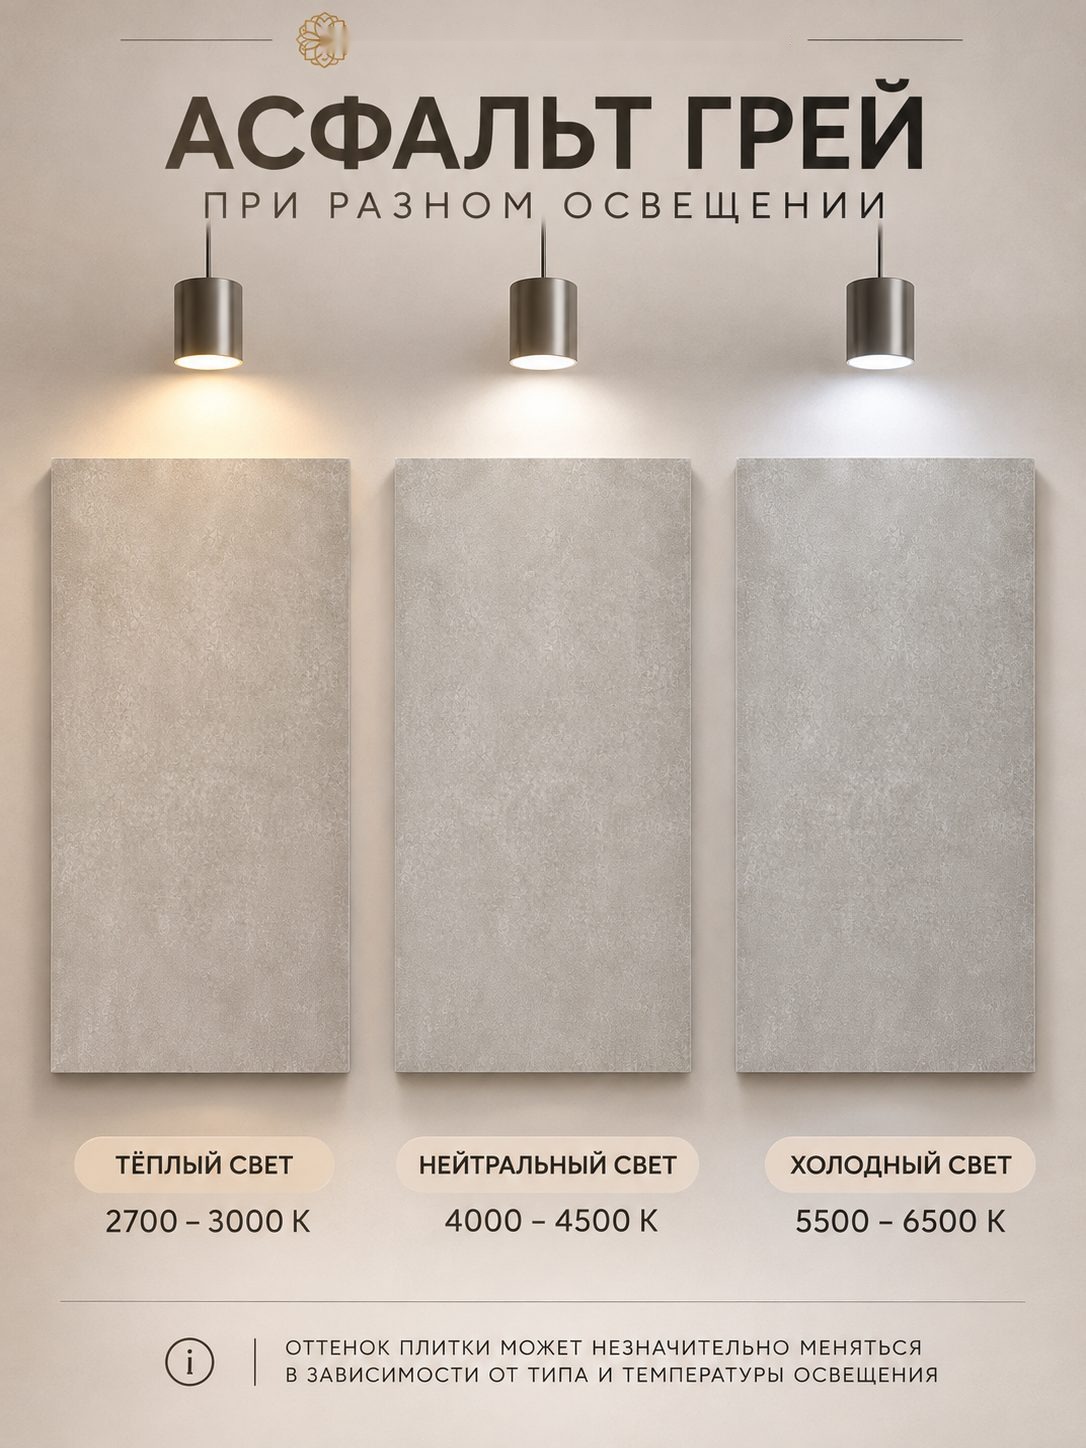 АСФАЛЬТ ГРЕЙ
ПРИ РАЗНОМ ОСВЕЩЕНИИ
ТЁПЛЫЙ СВЕТ
НЕЙТРАЛЬНЫЙ СВЕТ
ХОЛОДНЫЙ СВЕТ
2700 – 3000 К
4000 – 4500 К
5500 – 6500 К
i
ОТТЕНОК ПЛИТКИ МОЖЕТ НЕЗНАЧИТЕЛЬНО МЕНЯТЬСЯ
В ЗАВИСИМОСТИ ОТ ТИПА И ТЕМПЕРАТУРЫ ОСВЕЩЕНИЯ